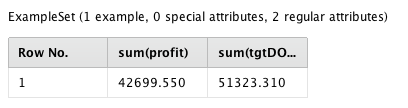 ExampleSet (1 example, 0 special attributes, 2 regular attributes)
Row No. sum(profit) sum(tgtDO...
1 42699.550 51323.310